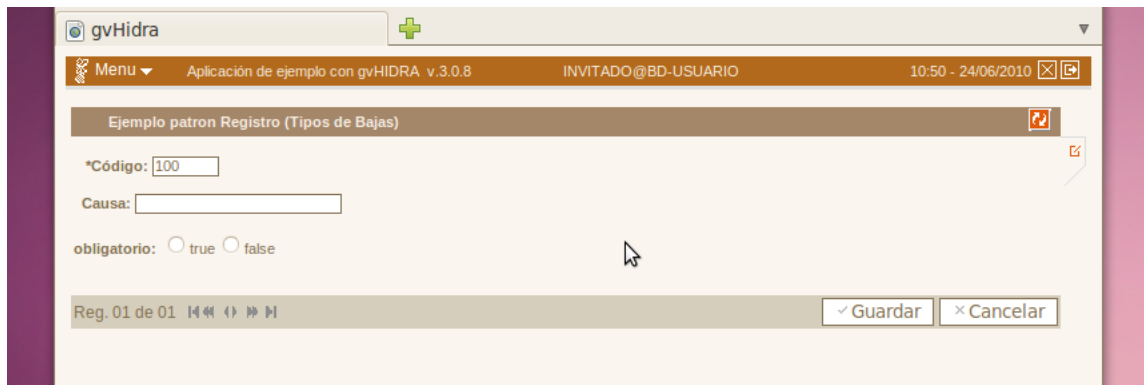 gvHidra
Menu Aplicación de ejemplo con gvHIDRA v.3.0.8 INVITADO@BD-USUARIO 10:50 - 24/06/2010
Ejemplo patron Registro (Tipos de Bajas)
*Código: 100
Causa:
obligatorio: true false
Reg. 01 de 01 Guardar Cancelar